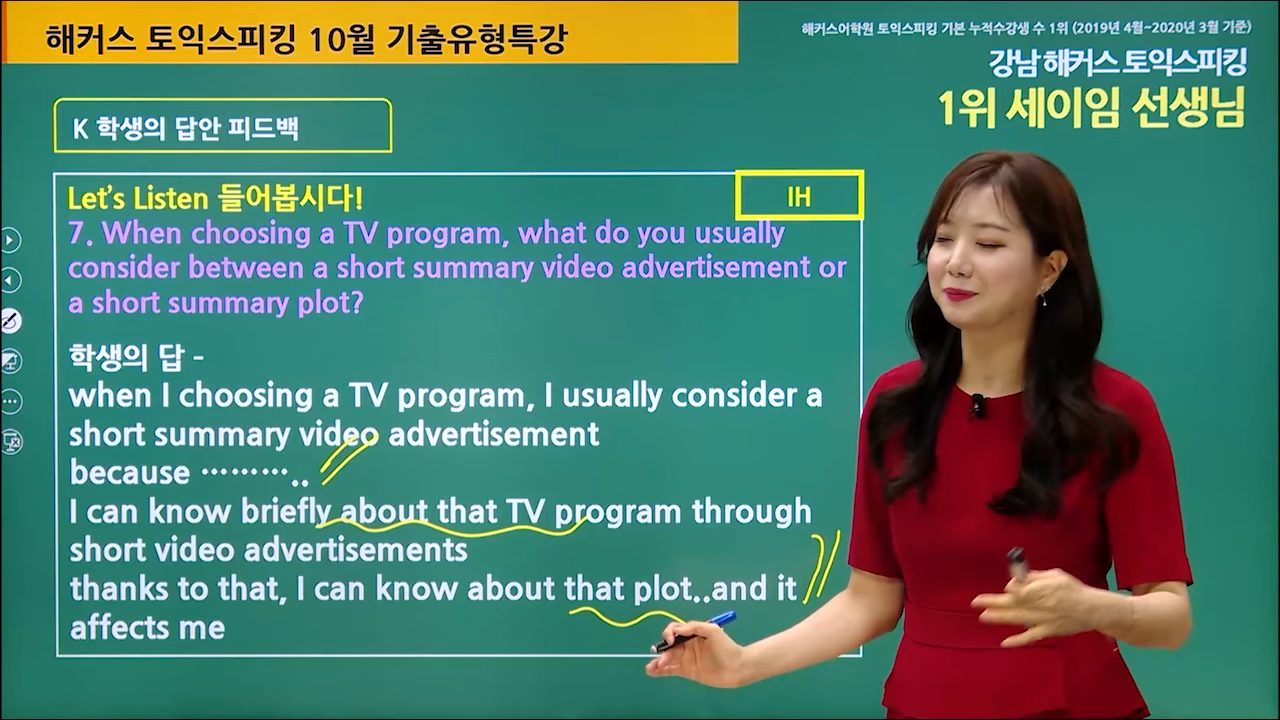 해커스 토익스피킹 10월 기출유형특강
해커스어학원 토익스피킹 기본 누적수강생 수 1위 (2019년 4월~2020년 3월 기준)
강남 해커스 토익스피킹
1위 세이임 선생님
K 학생의 답안 피드백
Let's Listen 들어봅시다!
IH
7. When choosing a TV program, what do you usually
consider between a short summary video advertisement or
a short summary plot?
학생의 답 -
when I choosing a TV program, I usually consider a
short summary video advertisement
because ⋯⋯⋯..
I can know briefly about that TV program through
short video advertisements
thanks to that, I can know about that plot..and it
affects me